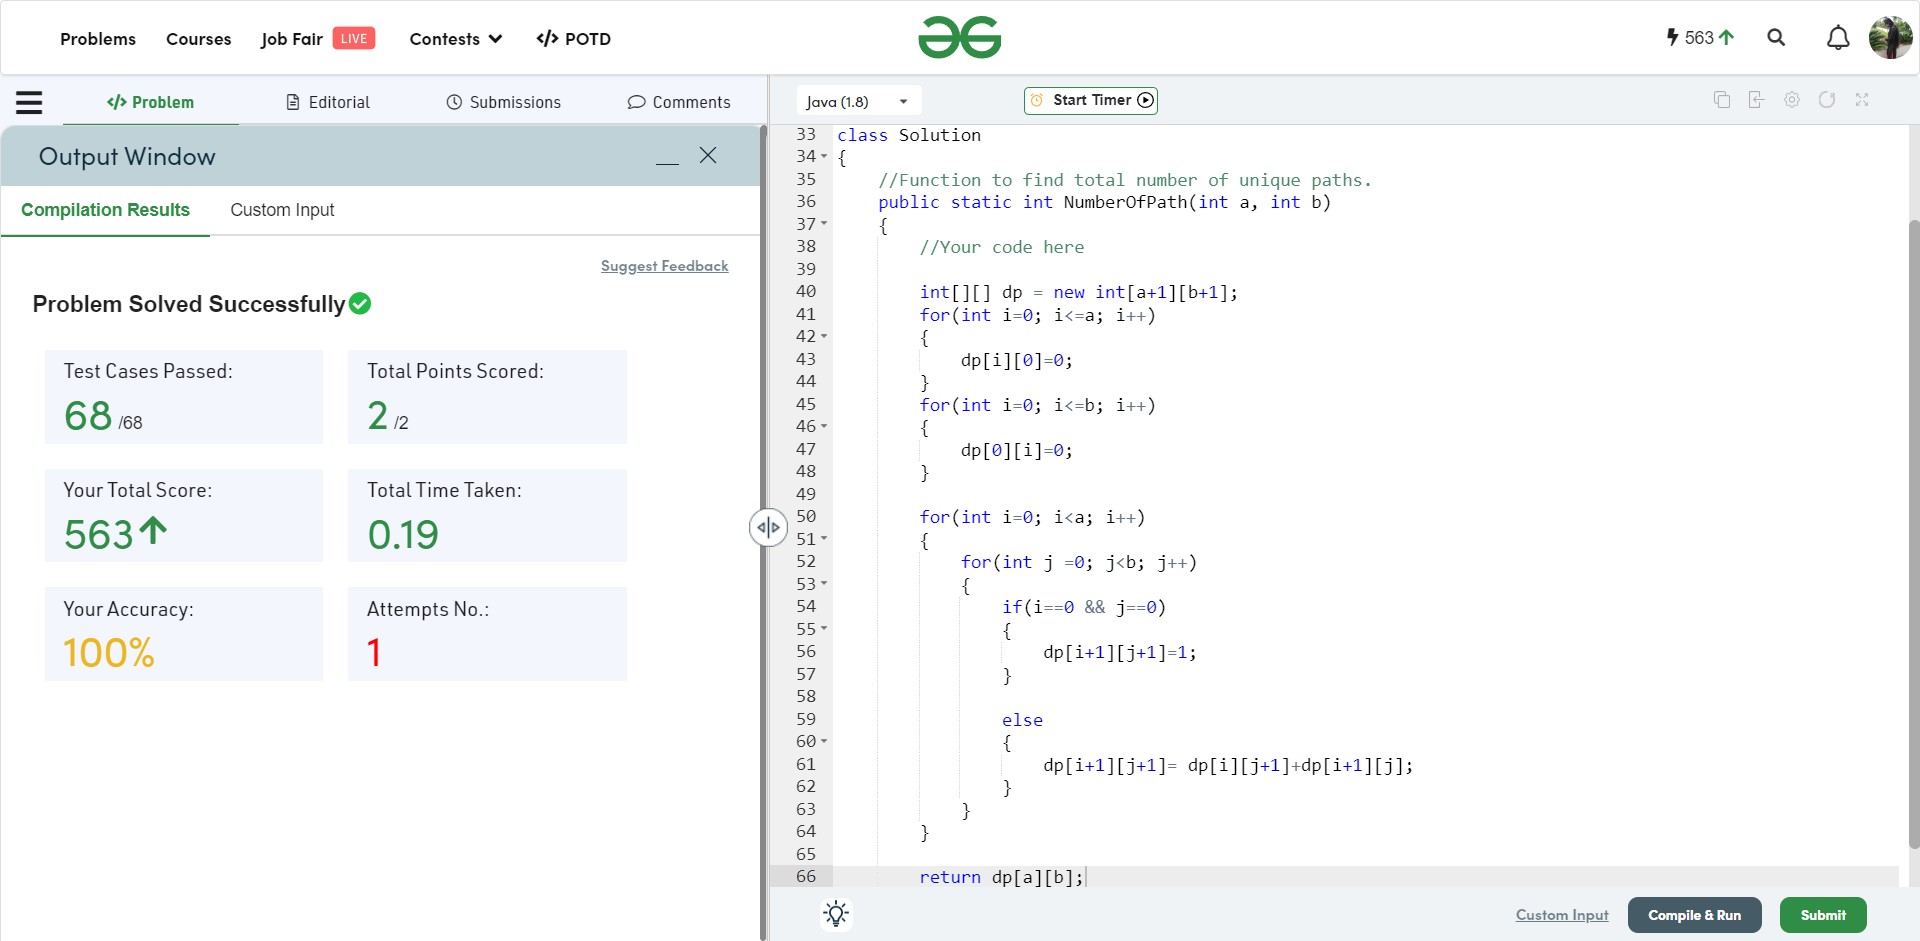 Problems Courses Job Fair LIVE Contests </> POTD
563
</> Problem Editorial Submissions Comments
Output Window
Compilation Results Custom Input
Suggest Feedback
Problem Solved Successfully
Test Cases Passed: Total Points Scored:
68 /68 2 /2
Your Total Score: Total Time Taken:
563 0.19
Your Accuracy: Attempts No.:
100% 1
Java (1.8) Start Timer
33 class Solution
34 {
35 //Function to find total number of unique paths.
36 public static int NumberOfPath(int a, int b)
37 {
38 //Your code here
39
40 int[][] dp = new int[a+1][b+1];
41 for(int i=0; i<=a; i++)
42 {
43 dp[i][0]=0;
44 }
45 for(int i=0; i<=b; i++)
46 {
47 dp[0][i]=0;
48 }
49
50 for(int i=0; i<a; i++)
51 {
52 for(int j =0; j<b; j++)
53 {
54 if(i==0 && j==0)
55 {
56 dp[i+1][j+1]=1;
57 }
58
59 else
60 {
61 dp[i+1][j+1]= dp[i][j+1]+dp[i+1][j];
62 }
63 }
64 }
65
66 return dp[a][b];
Custom Input Compile & Run Submit